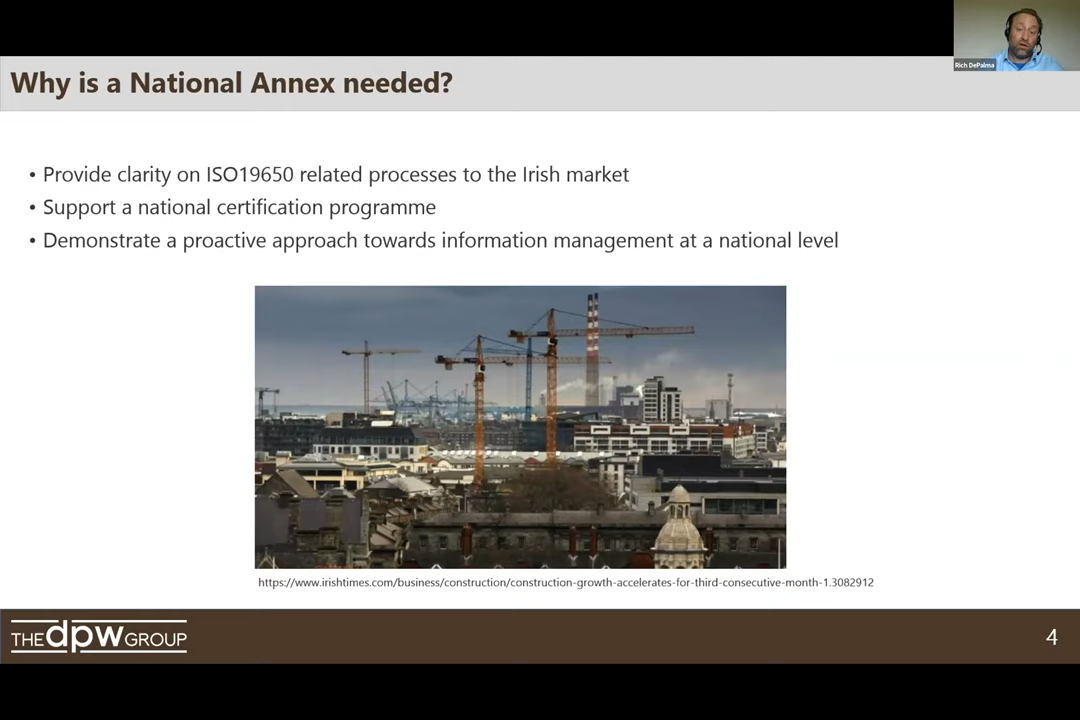 Rich DePalma
Why is a National Annex needed?
• Provide clarity on ISO19650 related processes to the Irish market
• Support a national certification programme
• Demonstrate a proactive approach towards information management at a national level
https://www.irishtimes.com/business/construction/construction-growth-accelerates-for-third-consecutive-month-1.3082912
THE dpw GROUP
4